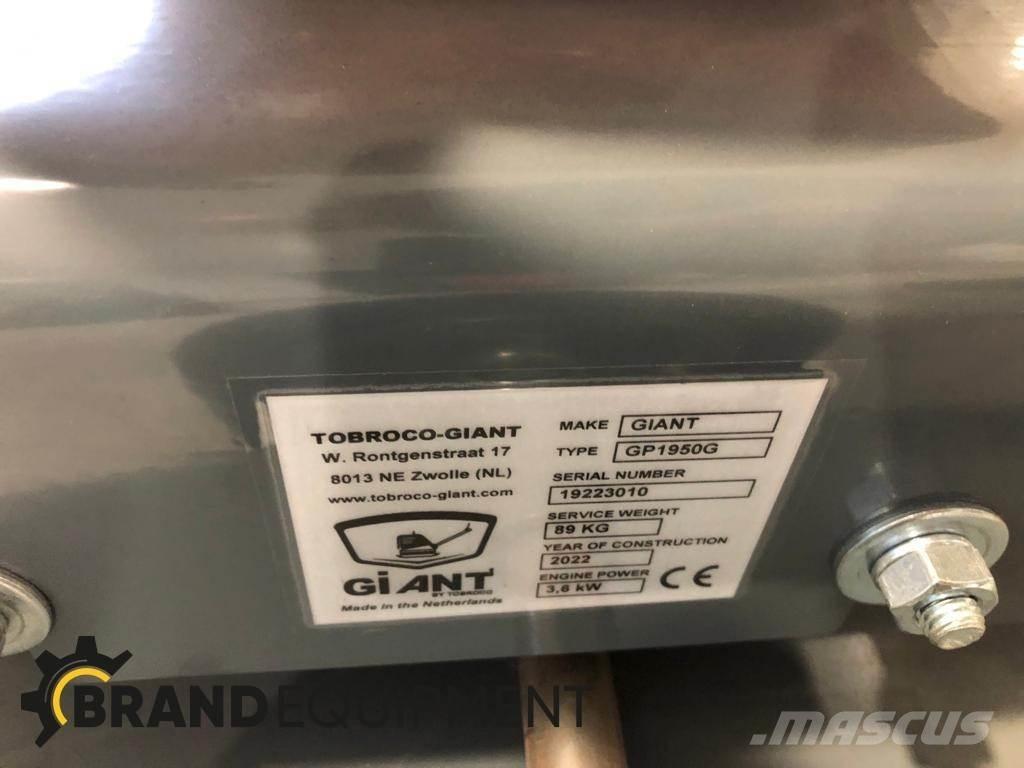 TOBROCO-GIANT
W. Rontgenstraat 17
8013 NE Zwolle (NL)
www.tobroco-giant.com
GiANT
BY TOBROCO
Made in the Netherlands
MAKE GIANT
TYPE GP1950G
SERIAL NUMBER
19223010
SERVICE WEIGHT
89 KG
YEAR OF CONSTRUCTION
2022
ENGINE POWER
3,6 kW
CE
BRANDEQUIPMENT
MASCUS